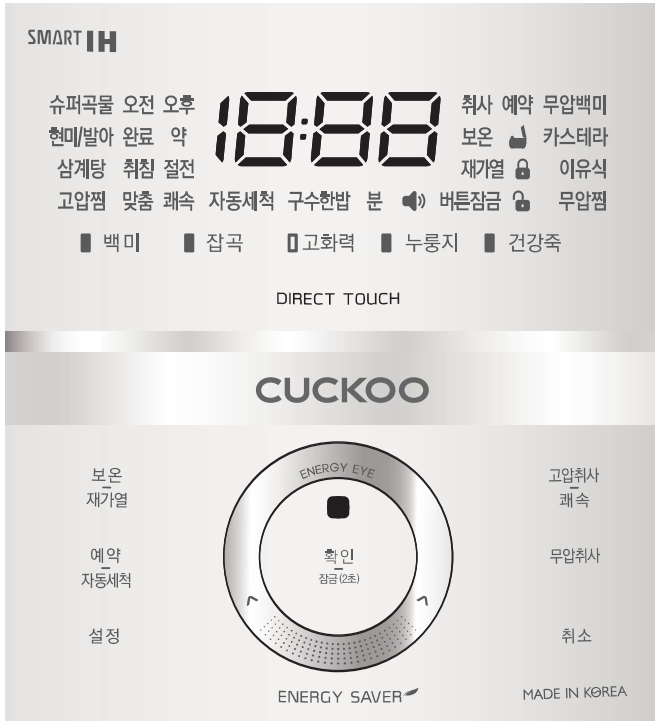 SMART IH
슈퍼곡물 오전 오후 18:88 취사 예약 무압백미
현미/발아 완료 약 보온 카스테라
삼계탕 취침 절전 재가열 이유식
고압찜 맞춤 쾌속 자동세척 구수한밥 분 버튼잠금 무압찜
백미 잡곡 고화력 누룽지 건강죽
DIRECT TOUCH
CUCKOO
보온
재가열
예약
자동세척
설정
ENERGY EYE
확인
잠금(2초)
고압취사
쾌속
무압취사
취소
ENERGY SAVER
MADE IN KOREA